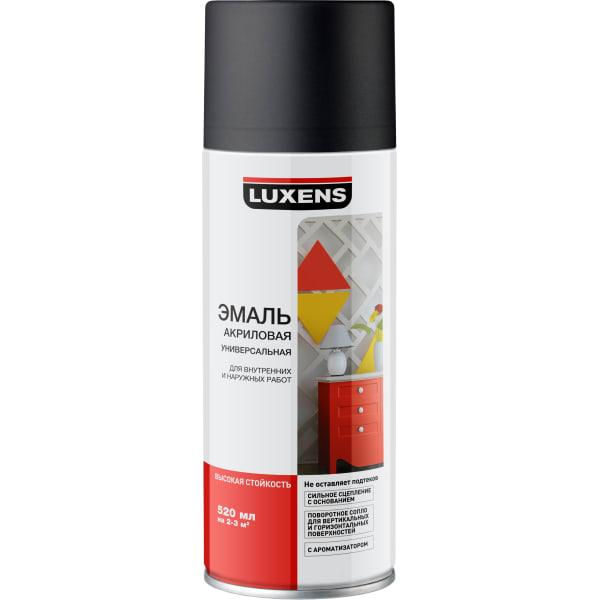 LUXENS
ЭМАЛЬ
АКРИЛОВАЯ
УНИВЕРСАЛЬНАЯ
ДЛЯ ВНУТРЕННИХ
И НАРУЖНЫХ РАБОТ
ВЫСОКАЯ СТОЙКОСТЬ
520 МЛ
на 2-3 м²
Не оставляет подтеков
СИЛЬНОЕ СЦЕПЛЕНИЕ
С ОСНОВАНИЕМ
ПОВОРОТНОЕ СОПЛО
ДЛЯ ВЕРТИКАЛЬНЫХ
И ГОРИЗОНТАЛЬНЫХ
ПОВЕРХНОСТЕЙ
С АРОМАТИЗАТОРОМ